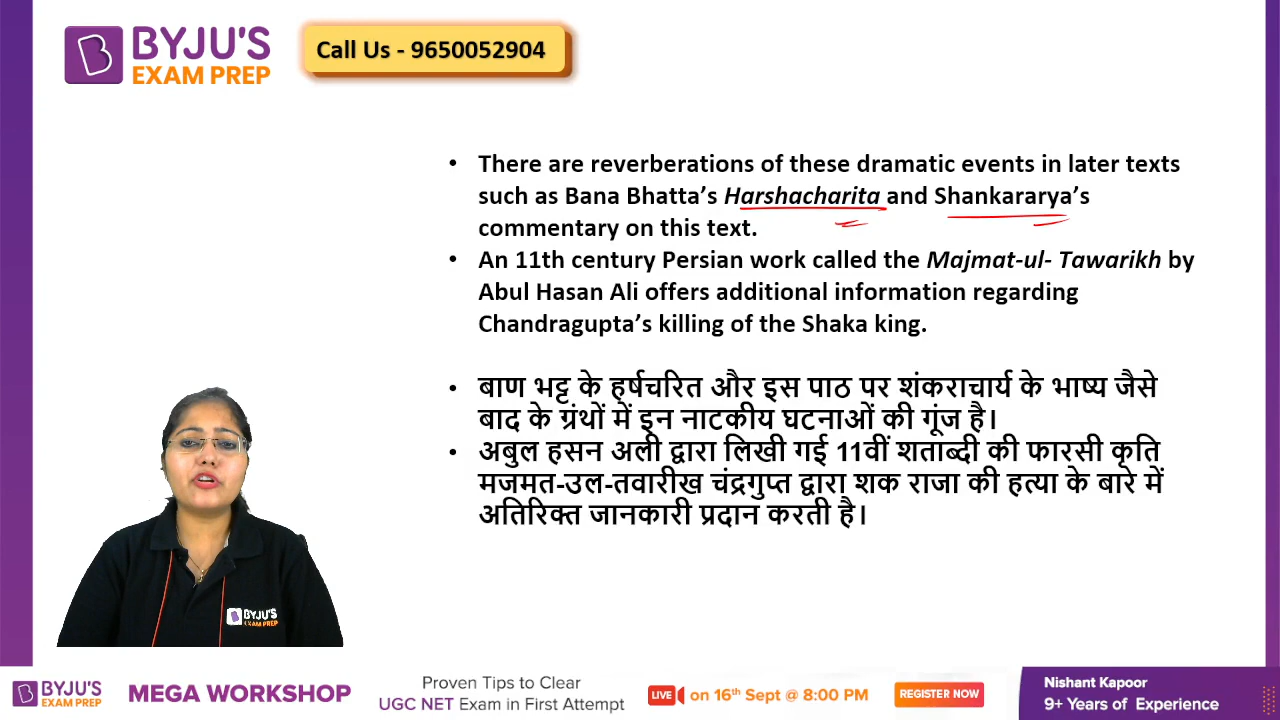 BYJU'S
EXAM PREP
Call Us - 9650052904
• There are reverberations of these dramatic events in later texts
such as Bana Bhatta's Harshacharita and Shankararya's
commentary on this text.
• An 11th century Persian work called the Majmat-ul- Tawarikh by
Abul Hasan Ali offers additional information regarding
Chandragupta's killing of the Shaka king.
• बाण भट्ट के हर्षचरित और इस पाठ पर शंकराचार्य के भाष्य जैसे
बाद के ग्रंथों में इन नाटकीय घटनाओं की गूंज है।
• अबुल हसन अली द्वारा लिखी गई 11वीं शताब्दी की फारसी कृति
मजमत-उल-तवारीख चंद्रगुप्त द्वारा शक राजा की हत्या के बारे में
अतिरिक्त जानकारी प्रदान करती है।
BYJU'S
EXAM PREP
BYJU'S
EXAM PREP
MEGA WORKSHOP
Proven Tips to Clear
UGC NET Exam in First Attempt
LIVE on 16th Sept @ 8:00 PM
REGISTER NOW
Nishant Kapoor
9+ Years of Experience